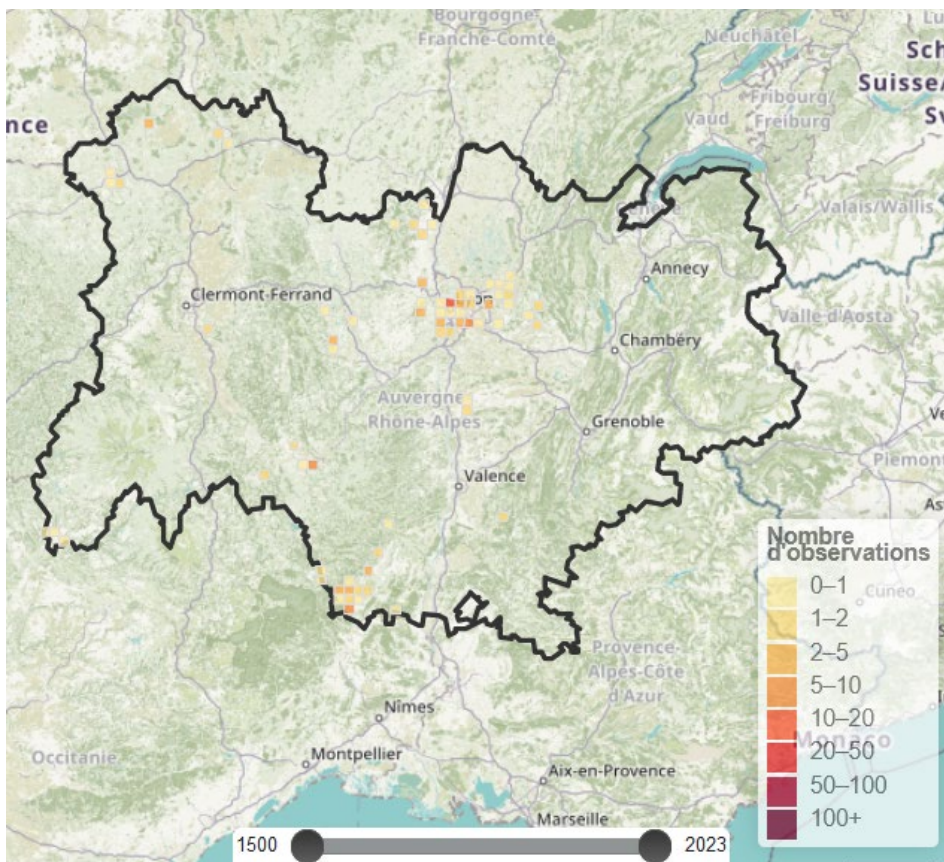 Bourgogne-
Franche-Comté
Neuchâtel
Sch
Suisse/
Sv
Fribourg/
Freiburg
Vaud
nce
Valais/Wallis
Genève
Annecy
Clermont-Ferrand
on
Valle d'Aosta
Chambéry
Auvergne
Rhône-Alpes
Grenoble
Piemont
Valence
As
Nombre
d'observations
0–1
Cuneo
1–2
2–5
Provence-
Alpes-Côte
d'Azur
5–10
Nîmes
10–20
Monaco
Occitanie
Montpellier
20–50
Aix-en-Provence
50–100
Marseille
100+
1500
2023